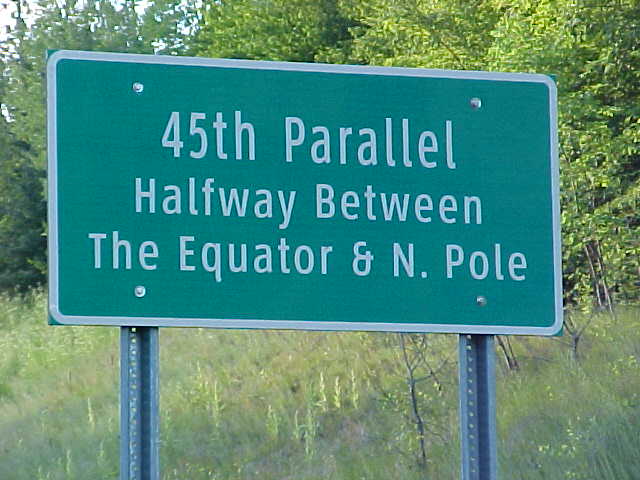 45th Parallel
Halfway Between
The Equator & N. Pole